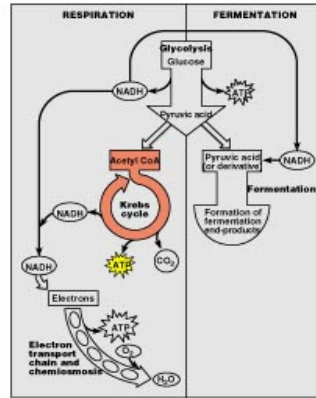 RESPIRATION
FERMENTATION
Glycolysis
Glucose
NADH
ATP
Pyruvic acid
Acetyl CoA
Pyruvic acid
(or derivative)
NADH
Fermentation
Krebs
cycle
NADH
Formation of
fermentation
end-products
ATP
CO2
NADH
Electrons
ATP
Electron
transport
chain and
chemiosmosis
O2
H2O